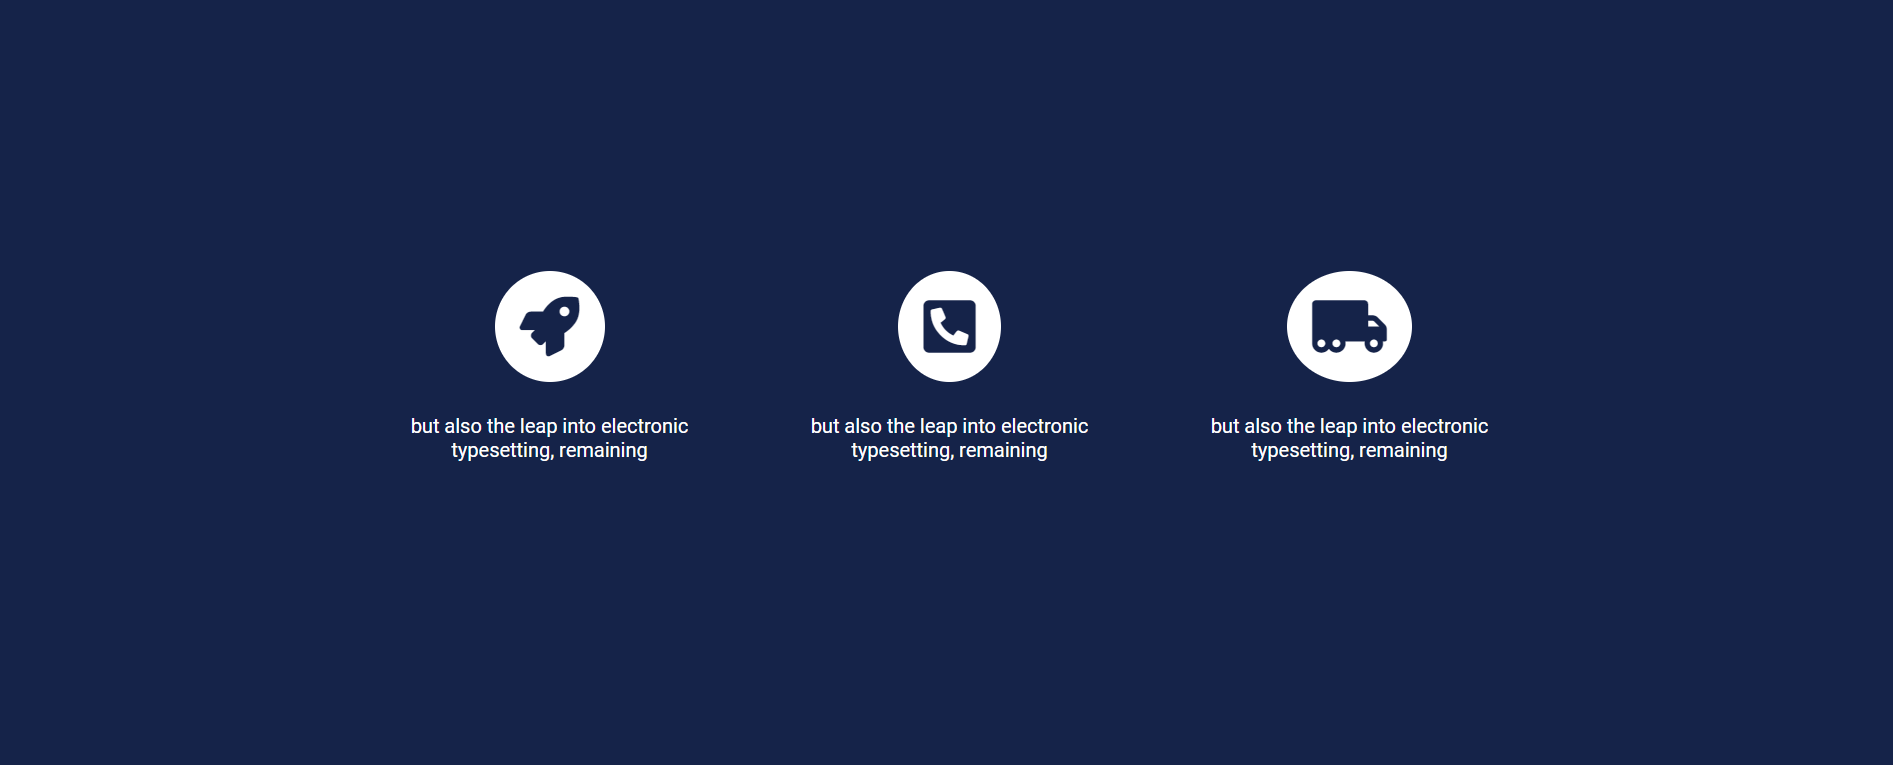 but also the leap into electronic
typesetting, remaining
but also the leap into electronic
typesetting, remaining
but also the leap into electronic
typesetting, remaining